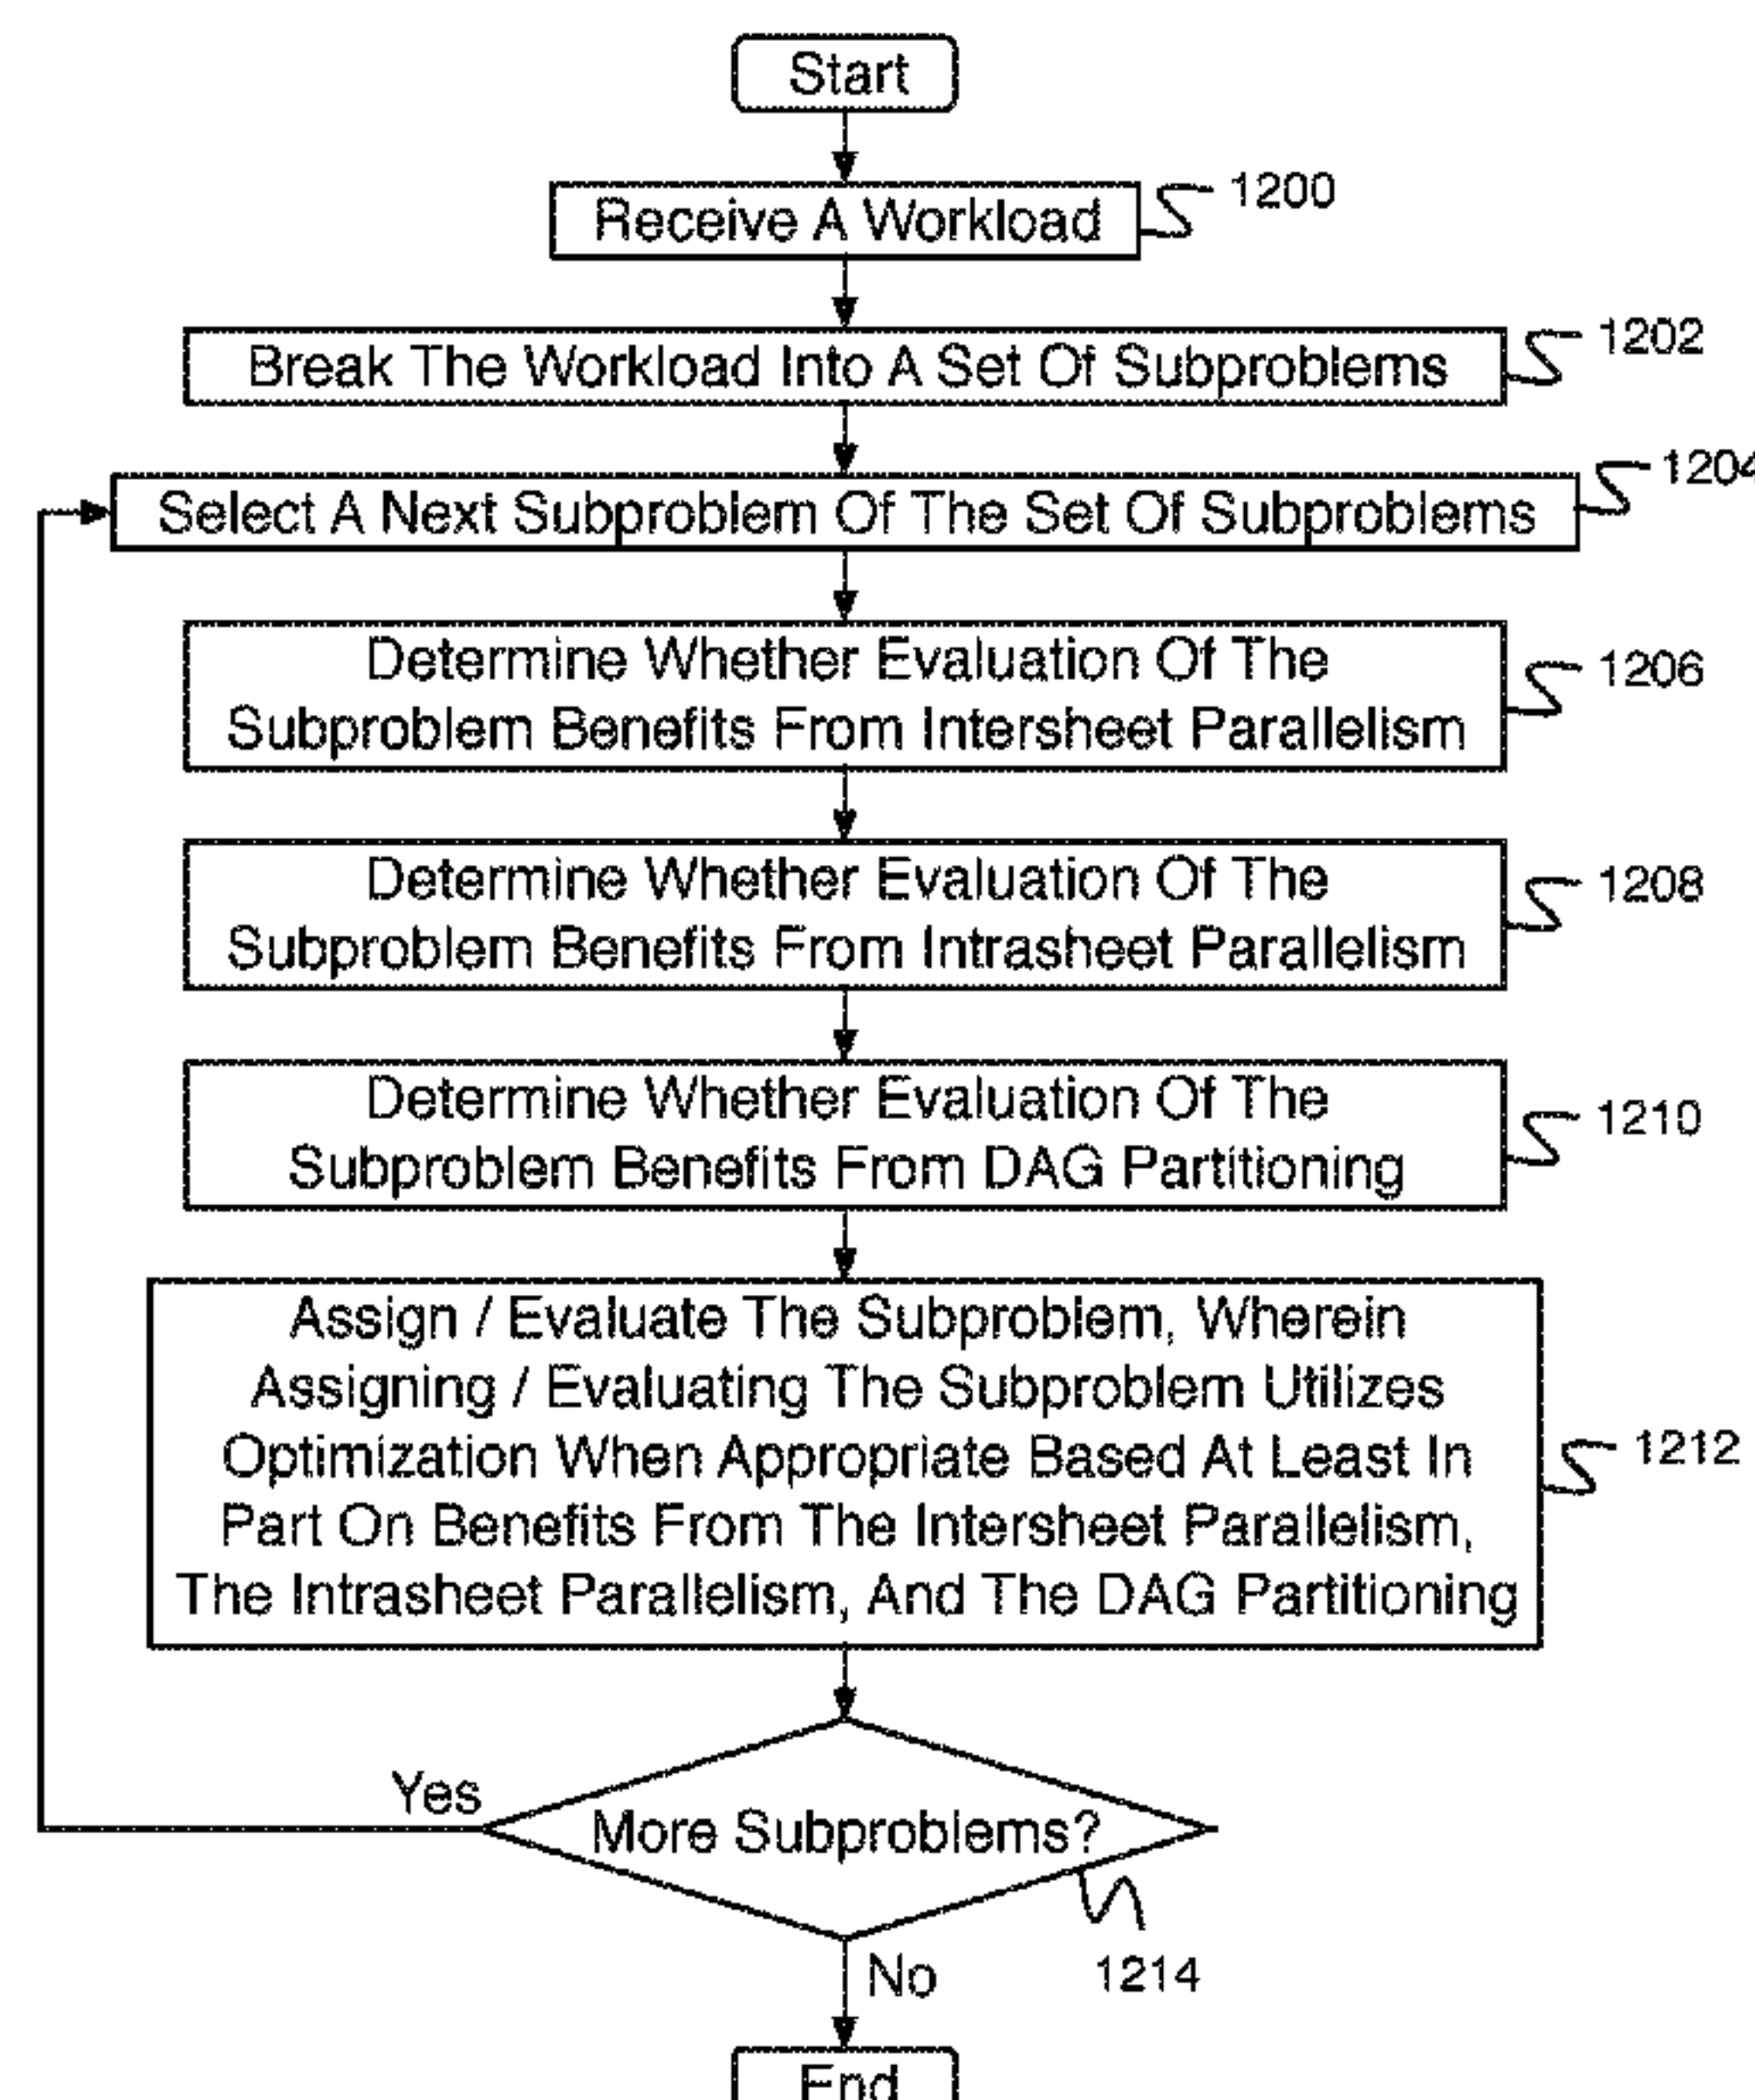 Start
Receive A Workload
1200
Break The Workload Into A Set Of Subproblems
1202
Select A Next Subproblem Of The Set Of Subproblems
1204
Determine Whether Evaluation Of The
Subproblem Benefits From Intersheet Parallelism
1206
Determine Whether Evaluation Of The
Subproblem Benefits From Intrasheet Parallelism
1208
Determine Whether Evaluation Of The
Subproblem Benefits From DAG Partitioning
1210
Assign / Evaluate The Subproblem, Wherein
Assigning / Evaluating The Subproblem Utilizes
Optimization When Appropriate Based At Least In
Part On Benefits From The Intersheet Parallelism,
The Intrasheet Parallelism, And The DAG Partitioning
1212
Yes
More Subproblems?
1214
No
End